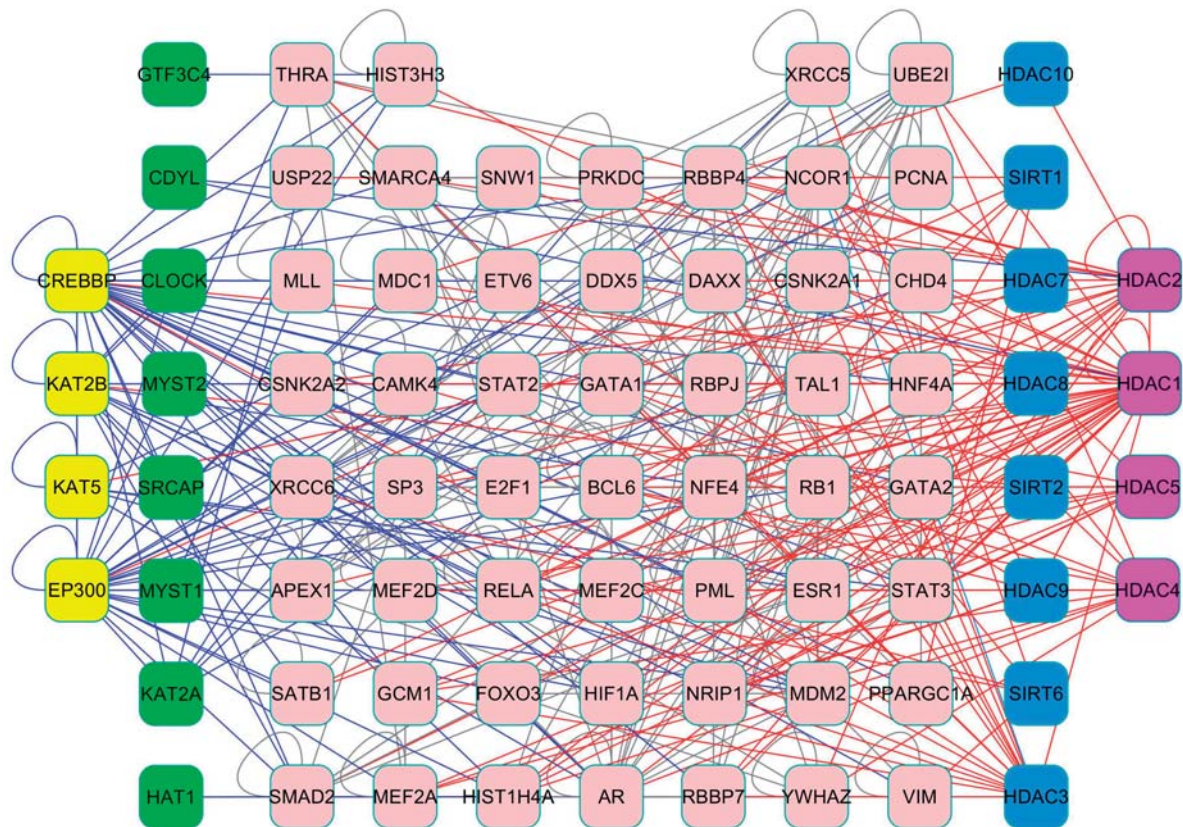 GTF3C4 THRA HIST3H3 XRCC5 UBE2I HDAC10
CDYL USP22 SMARCA4 SNW1 PRKDC RBBP4 NCOR1 PCNA SIRT1
CREBBP CLOCK MLL MDC1 ETV6 DDX5 DAXX CSNK2A1 CHD4 HDAC7 HDAC2
KAT2B MYST2 CSNK2A2 CAMK4 STAT2 GATA1 RBPJ TAL1 HNF4A HDAC8 HDAC1
KAT5 SRCAP XRCC6 SP3 E2F1 BCL6 NFE4 RB1 GATA2 SIRT2 HDAC5
EP300 MYST1 APEX1 MEF2D RELA MEF2C PML ESR1 STAT3 HDAC9 HDAC4
KAT2A SATB1 GCM1 FOXO3 HIF1A NRIP1 MDM2 PPARGC1A SIRT6
HAT1 SMAD2 MEF2A HIST1H4A AR RBBP7 YWHAZ VIM HDAC3